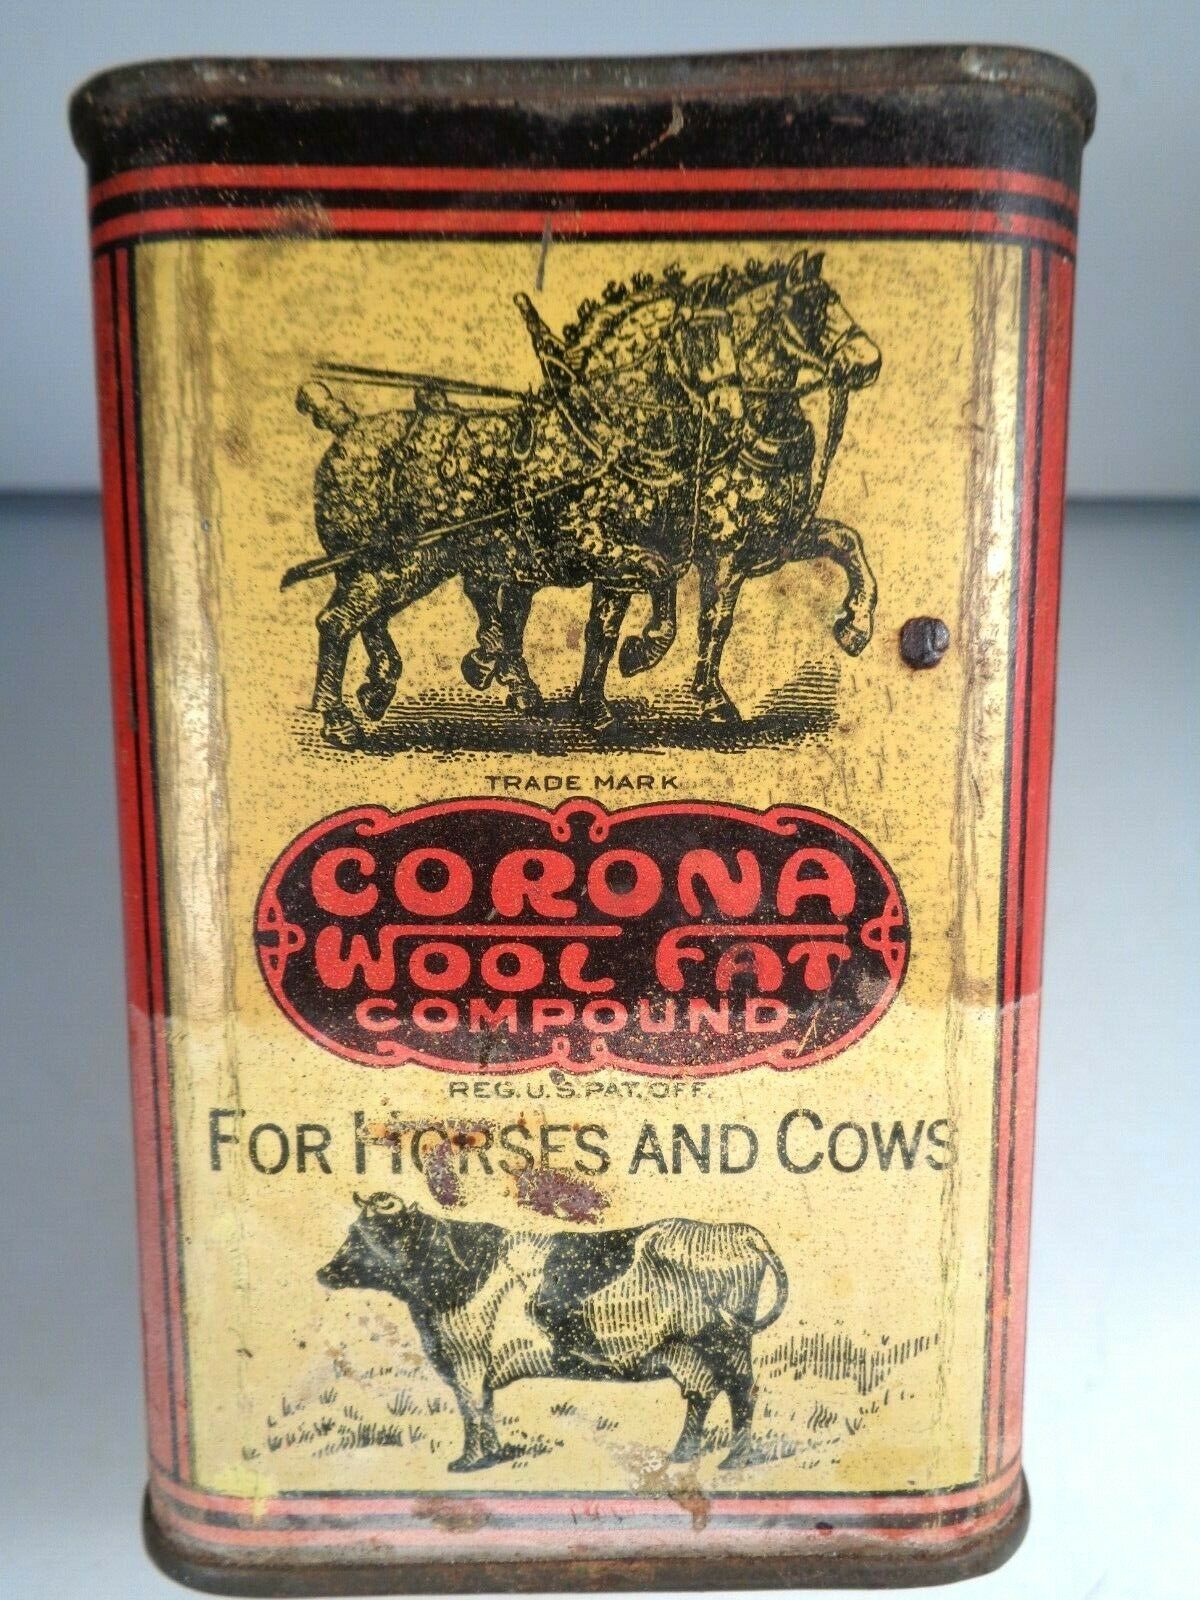 TRADE MARK
CORONA
WOOL FAT
COMPOUND
REG. U.S. PAT. OFF.
FOR HORSES AND COWS